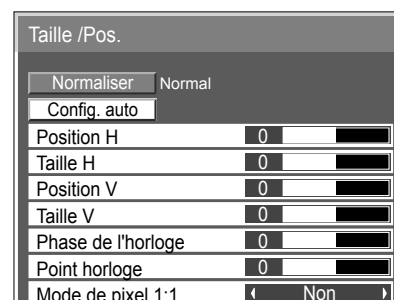 Taille /Pos.
Normaliser Normal
Config. auto
Position H 0
Taille H 0
Position V 0
Taille V 0
Phase de l'horloge 0
Point horloge 0
Mode de pixel 1:1 Non